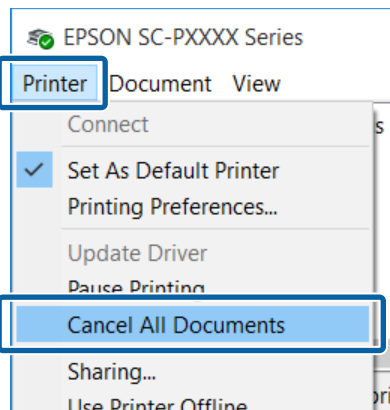 EPSON SC-PXXXX Series
Printer Document View
Connect
Set As Default Printer
Printing Preferences...
Update Driver
Pause Printing
Cancel All Documents
Sharing...
Use Printer Offline